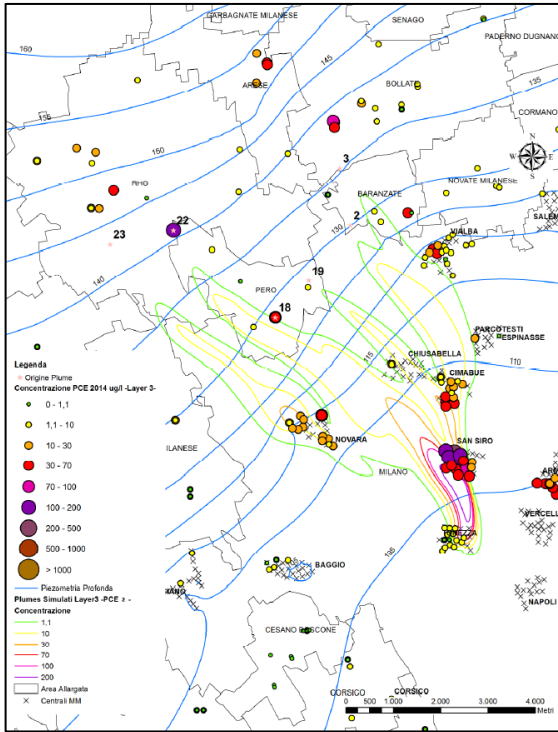 GARBAGNATE MILANESE
SENAGO
PADERNO DUGNANO
160
145
ARESE
BOLLATE
135
CORMANO
155
150
N
W
E
S
3
RHO
BARANZATE
NOVATE MILANESE
22
2
130
VIALBA
23
19
140
PERO
18
PARCOTESTI
ESPINASSE
115
110
CHIUSABELLA
CIMABUE
Legenda
Origine Plume
Concentrazione PCE 2014 ug/l -Layer 3-
0 - 1,1
1,1 - 10
10 - 30
30 - 70
70 - 100
100 - 200
200 - 500
500 - 1000
> 1000
Piezometria Profonda
Plumes Simulati Layer3 -PCE 2 -
Concentrazione
1,1
10
30
70
100
200
Area Allargata
Centrali MM
ILANESE
NOVARA
SAN SIRO
MILANO
VERCELL
BAGGIO
NAPOLI
CESANO BOSCONE
CORSICO
CORSICO
0 500 1.000 2.000 3.000 4.000
Metri